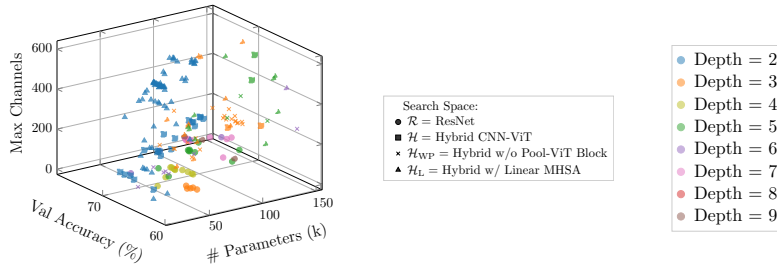 600
400
200
0
Max Channels
70
60
Val Accuracy (%)
50
100
150
# Parameters (k)
Search Space:
R = ResNet
H = Hybrid CNN-ViT
H_WP = Hybrid w/o Pool-ViT Block
H_L = Hybrid w/ Linear MHSA
Depth = 2
Depth = 3
Depth = 4
Depth = 5
Depth = 6
Depth = 7
Depth = 8
Depth = 9